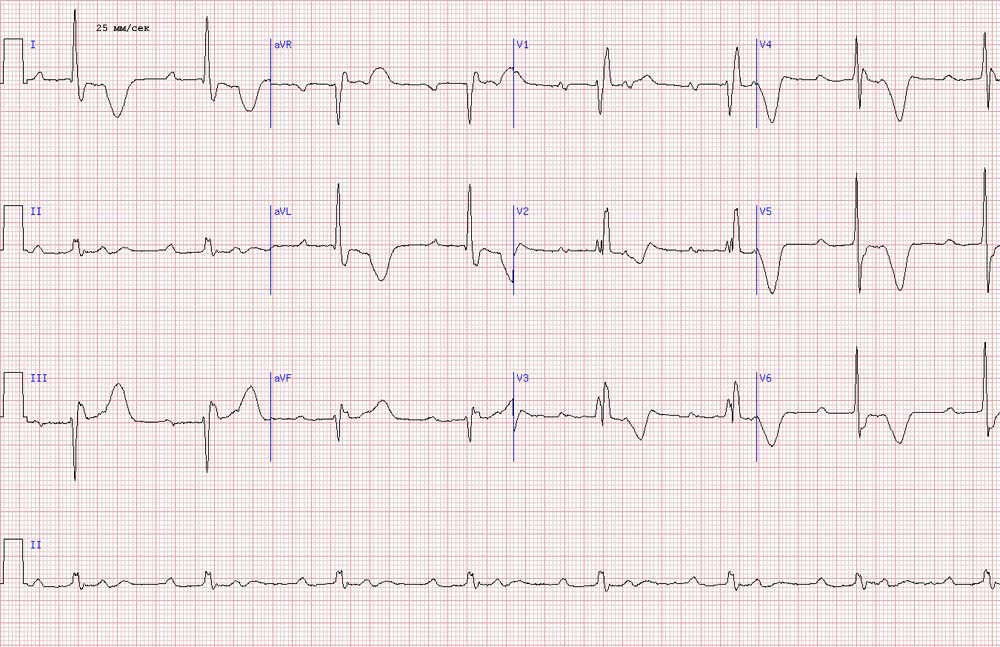 25 мм/сек
I aVR V1 V4
II aVL V2 V5
III aVF V3 V6
II